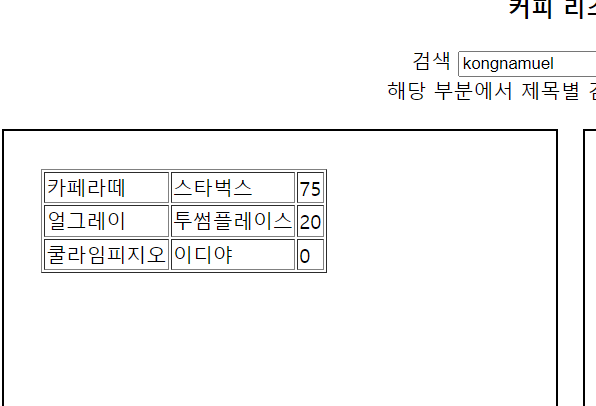 커피 리스
검색 kongnamuel
해당 부분에서 제목별 검
카페라떼 스타벅스 75
얼그레이 투썸플레이스 20
쿨라임피지오 이디야 0